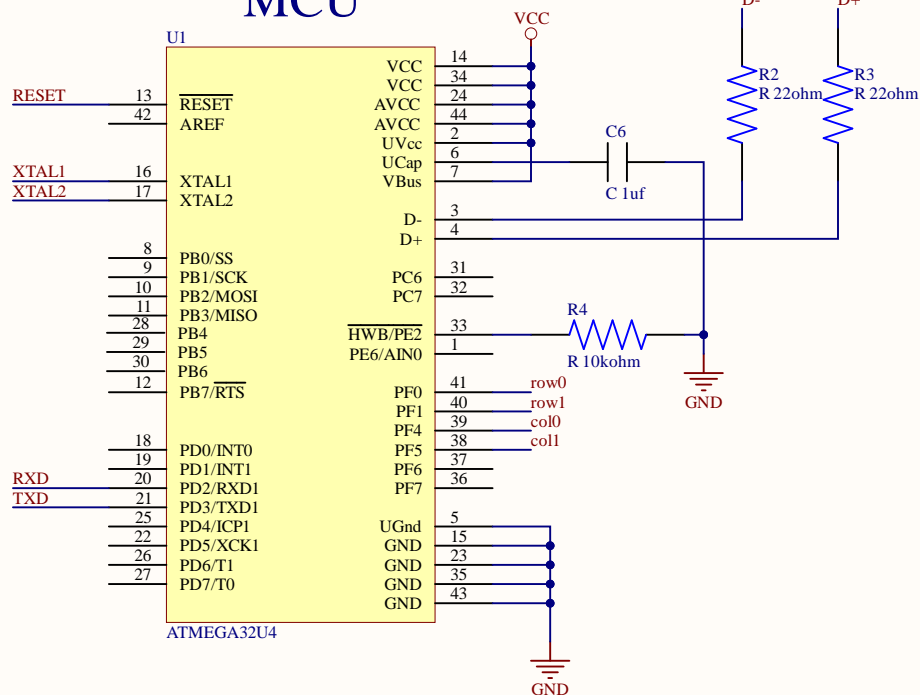 MCU
D-
D+
VCC
U1
R2
R 22ohm
R3
R 22ohm
RESET
13
RESET
42
AREF
XTAL1
16
XTAL1
XTAL2
17
XTAL2
8
PB0/SS
9
PB1/SCK
10
PB2/MOSI
11
PB3/MISO
28
PB4
29
PB5
30
PB6
12
PB7/RTS
18
PD0/INT0
19
PD1/INT1
RXD
20
PD2/RXD1
TXD
21
PD3/TXD1
25
PD4/ICP1
22
PD5/XCK1
26
PD6/T1
27
PD7/T0
VCC
14
VCC
34
AVCC
24
AVCC
44
UVcc
2
UCap
6
VBus
7
C6
C 1uf
D-
3
D+
4
PC6
31
PC7
32
HWB/PE2
33
PE6/AIN0
1
R4
R 10kohm
GND
PF0
41
row0
PF1
40
row1
PF4
39
col0
PF5
38
col1
PF6
37
PF7
36
UGnd
5
GND
15
GND
23
GND
35
GND
43
ATMEGA32U4
GND